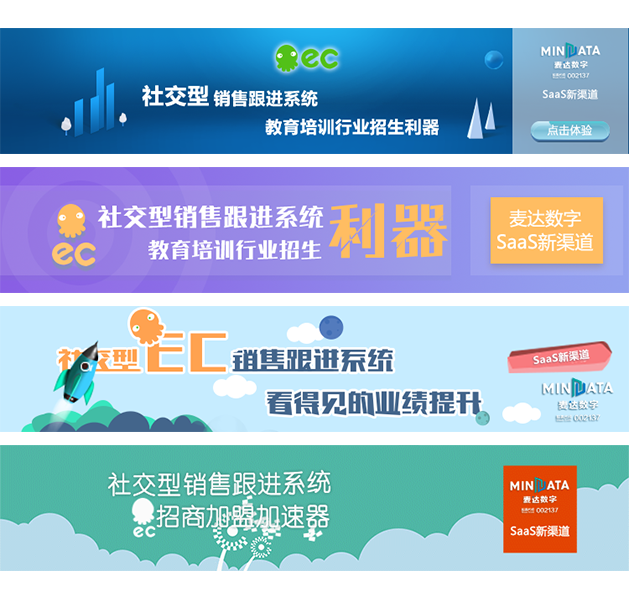 ec
社交型 销售跟进系统
教育培训行业招生利器
MINDATA
麦达数字
002137
SaaS新渠道
点击体验
社交型销售跟进系统
教育培训行业招生
利器
ec
麦达数字
SaaS新渠道
社交型EC销售跟进系统
看得见的业绩提升
SaaS新渠道
MINDATA
麦达数字
002137
社交型销售跟进系统
招商加盟加速器
ec
MINDATA
麦达数字
002137
SaaS新渠道